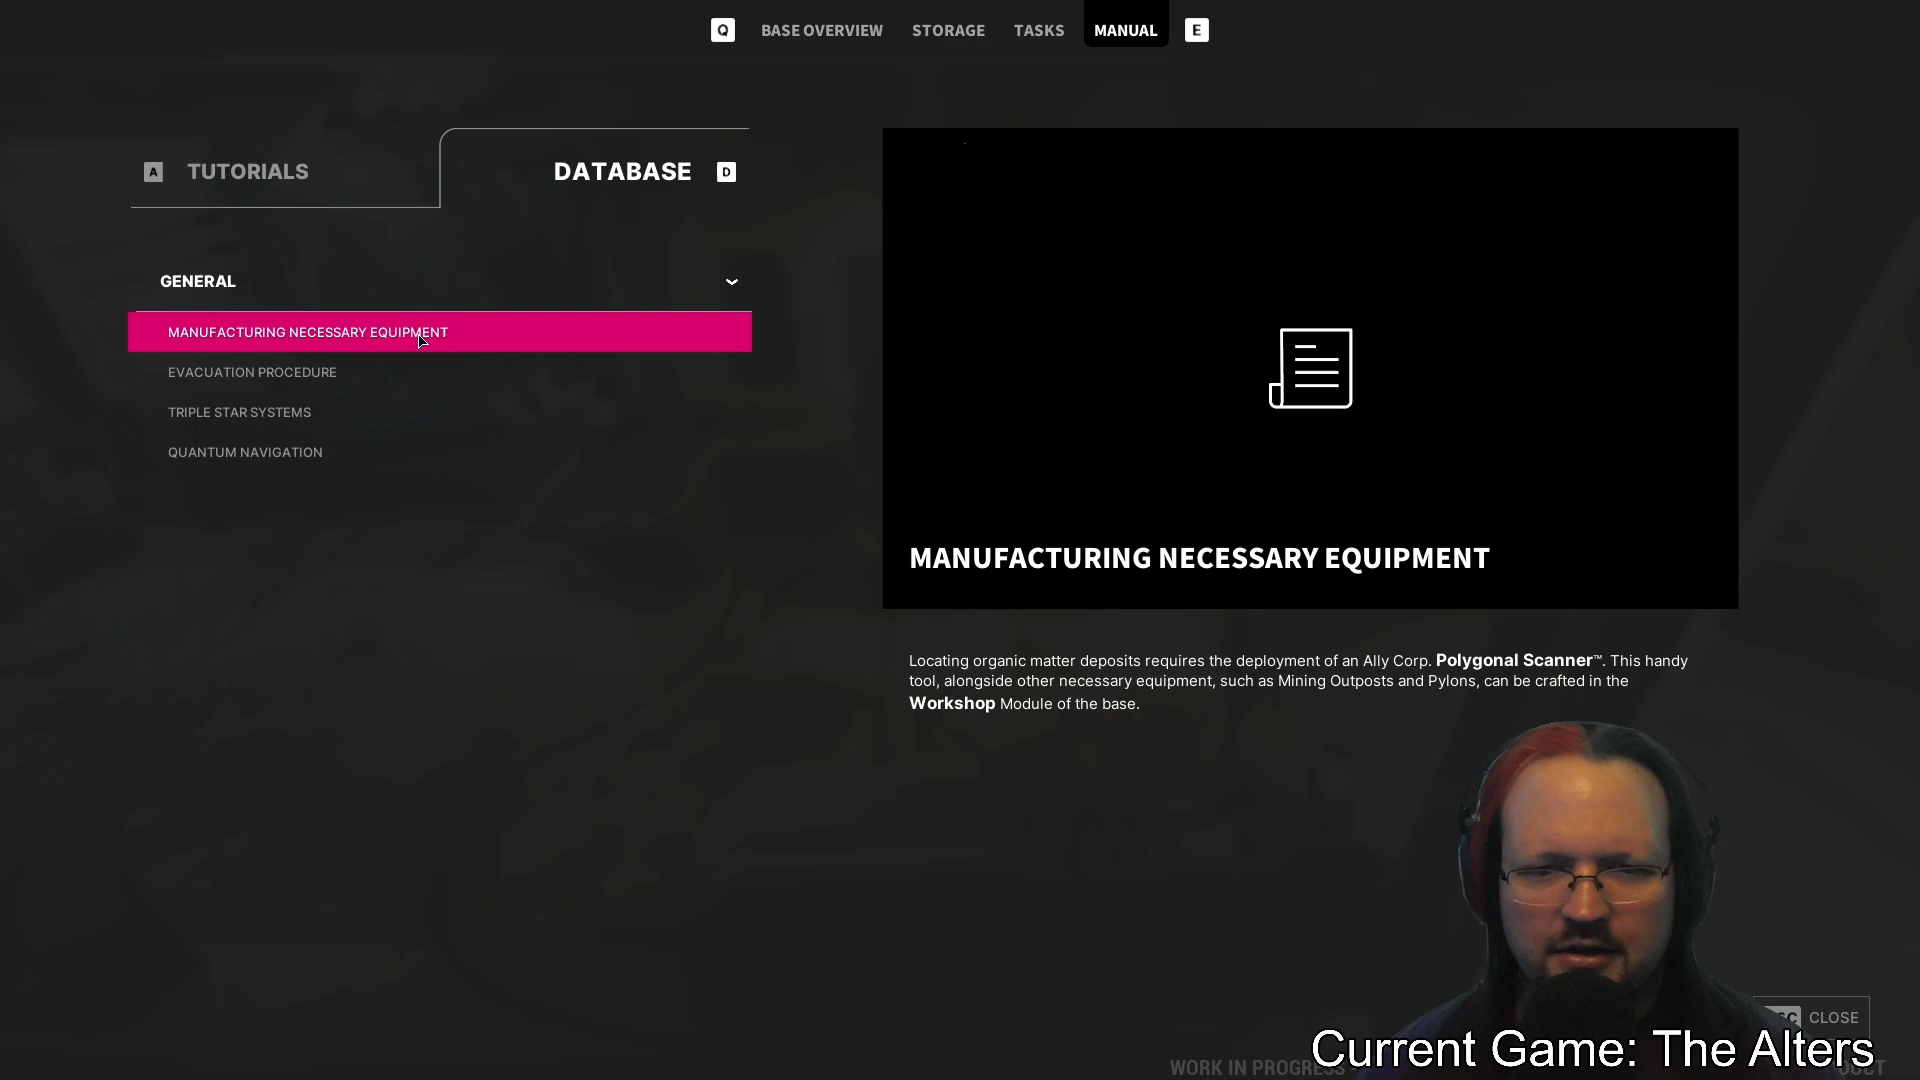 Q BASE OVERVIEW STORAGE TASKS MANUAL E
A TUTORIALS DATABASE D
GENERAL
MANUFACTURING NECESSARY EQUIPMENT
EVACUATION PROCEDURE
TRIPLE STAR SYSTEMS
QUANTUM NAVIGATION
MANUFACTURING NECESSARY EQUIPMENT
Locating organic matter deposits requires the deployment of an Ally Corp. Polygonal Scanner™. This handy
tool, alongside other necessary equipment, such as Mining Outposts and Pylons, can be crafted in the
Workshop Module of the base.
CLOSE
Current Game: The Alters
WORK IN PROGRESS